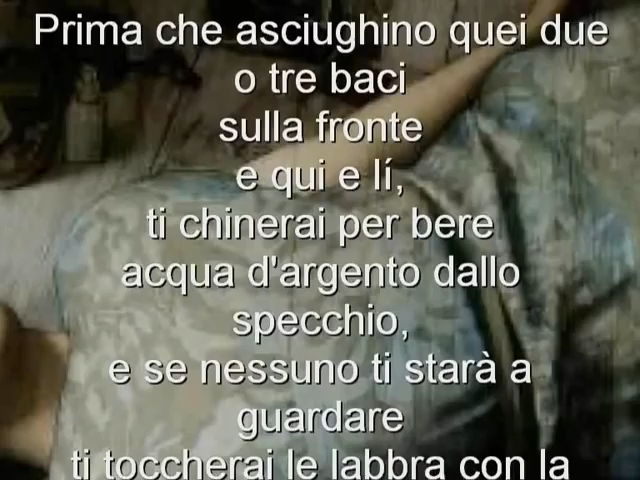 Prima che asciughino quei due
o tre baci
sulla fronte
e qui e lí,
ti chinerai per bere
acqua d'argento dallo
specchio,
e se nessuno ti starà a
guardare
ti toccherai le labbra con la